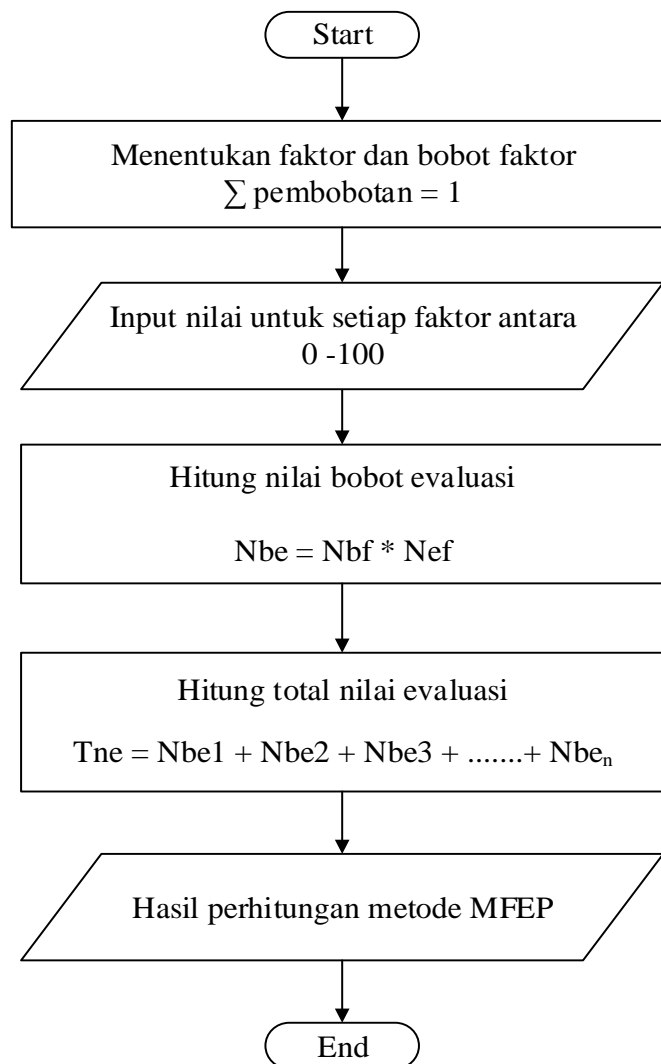 Start
Menentukan faktor dan bobot faktor
∑ pembobotan = 1
Input nilai untuk setiap faktor antara
0 -100
Hitung nilai bobot evaluasi
Nbe = Nbf * Nef
Hitung total nilai evaluasi
Tne = Nbe1 + Nbe2 + Nbe3 + .......+ Nbeₙ
Hasil perhitungan metode MFEP
End